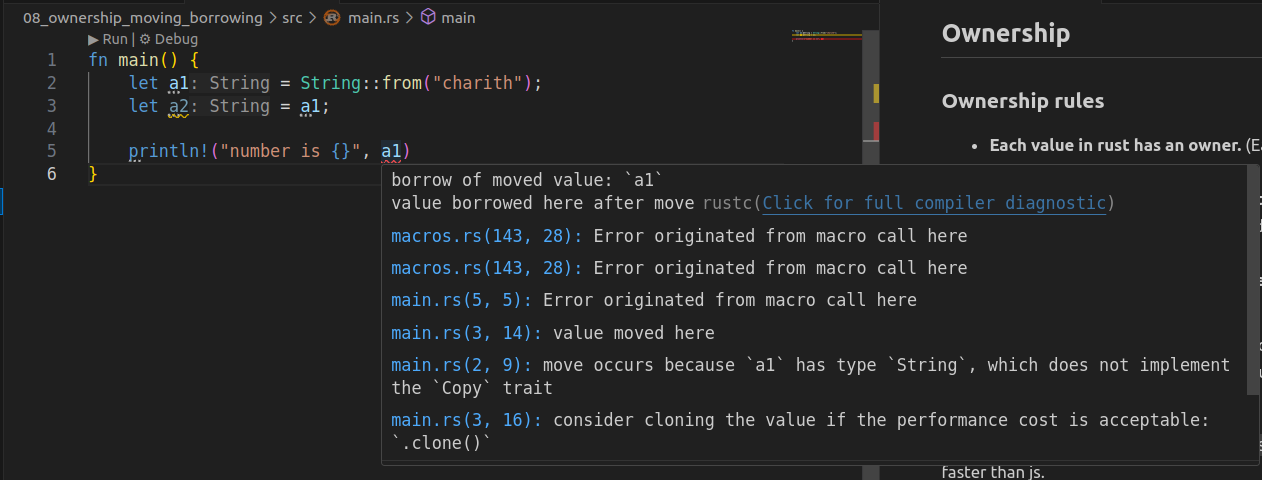 08_ownership_moving_borrowing > src > main.rs > main
▶ Run | ⚙ Debug
1 fn main() {
2 let a1: String = String::from("charith");
3 let a2: String = a1;
4
5 println!("number is {}", a1)
6 }
borrow of moved value: `a1`
value borrowed here after move rustc(Click for full compiler diagnostic)
macros.rs(143, 28): Error originated from macro call here
macros.rs(143, 28): Error originated from macro call here
main.rs(5, 5): Error originated from macro call here
main.rs(3, 14): value moved here
main.rs(2, 9): move occurs because `a1` has type `String`, which does not implement
the `Copy` trait
main.rs(3, 16): consider cloning the value if the performance cost is acceptable:
`.clone()`
Ownership
Ownership rules
• Each value in rust has an owner. (Ea
faster than js.